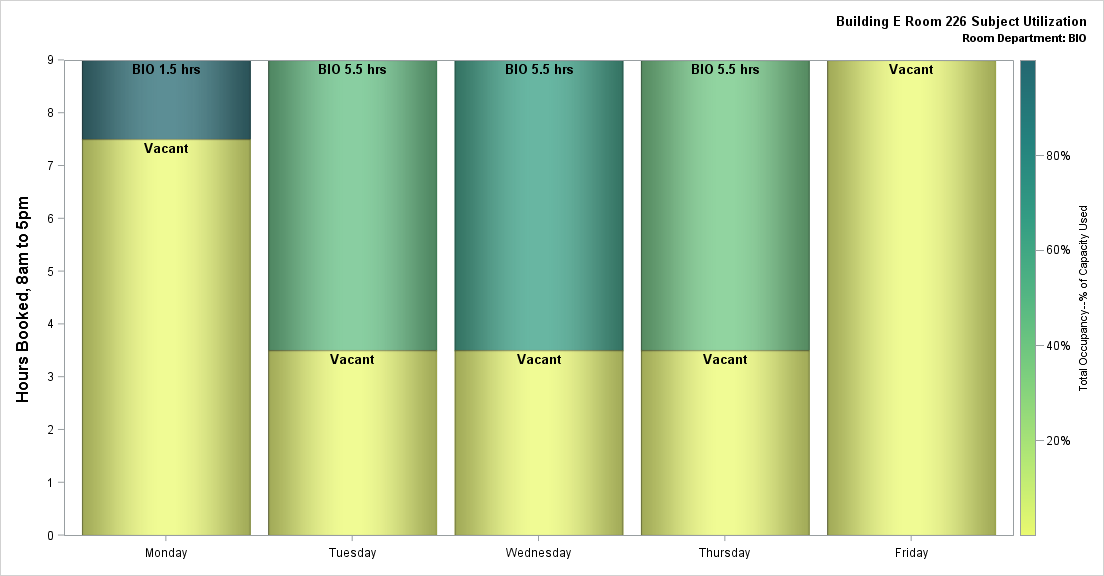 Building E Room 226 Subject Utilization
Room Department: BIO
Hours Booked, 8am to 5pm
9
8
7
6
5
4
3
2
1
0
BIO 1.5 hrs
Vacant
BIO 5.5 hrs
Vacant
BIO 5.5 hrs
Vacant
BIO 5.5 hrs
Vacant
Vacant
Monday
Tuesday
Wednesday
Thursday
Friday
80%
60%
40%
20%
Total Occupancy--% of Capacity Used